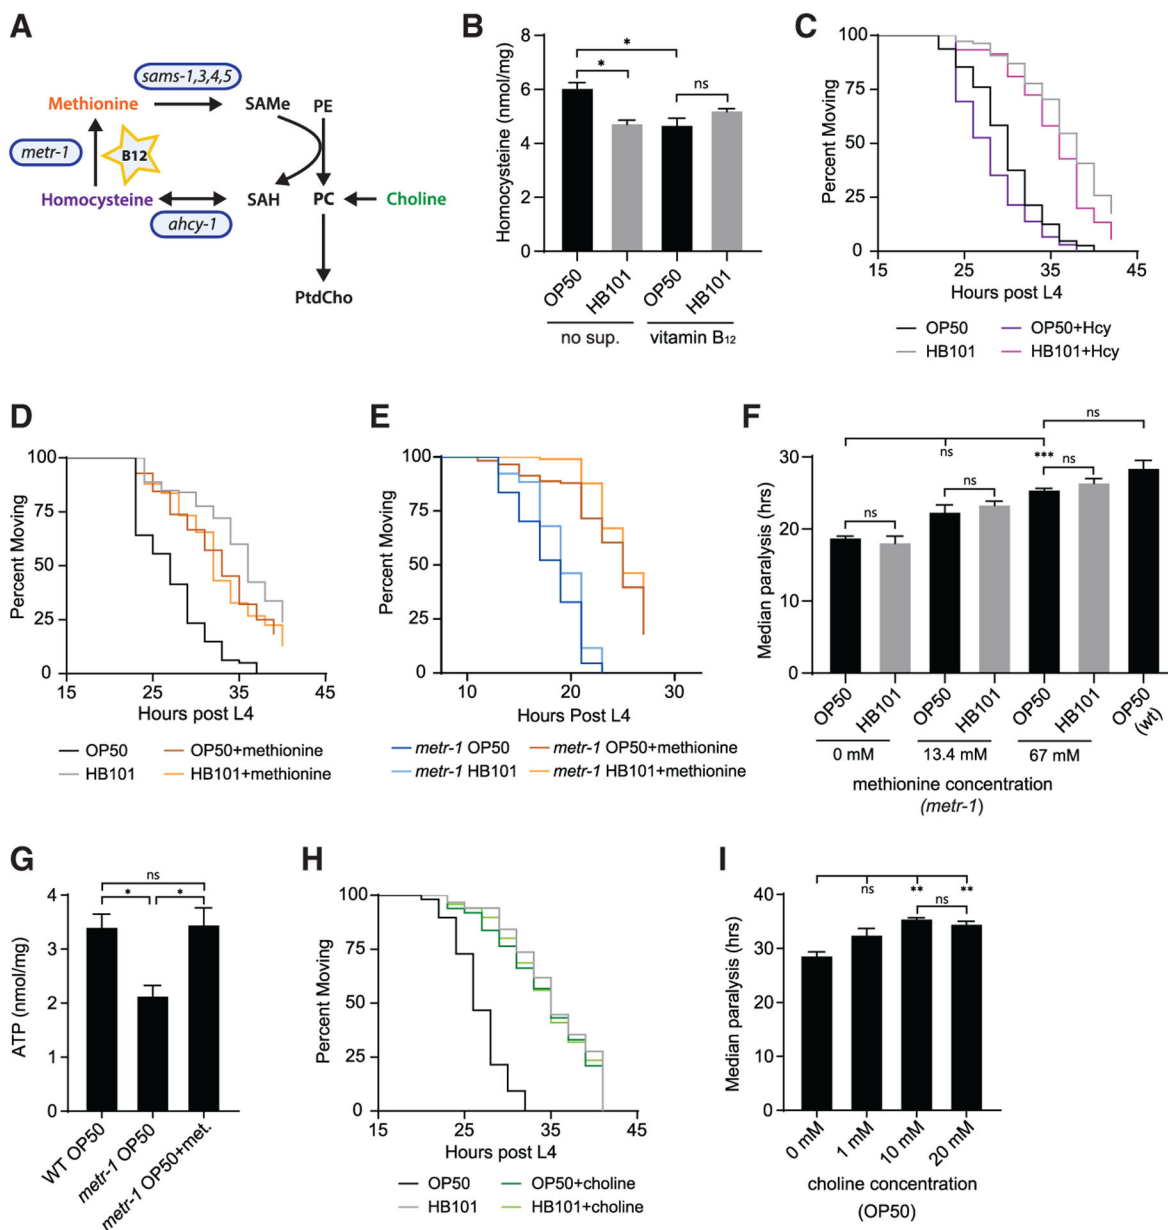 A
sams-1,3,4,5
Methionine
SAMe
PE
metr-1
B12
Homocysteine
SAH
PC
Choline
ahcy-1
PtdCho
B
Homocysteine (nmol/mg)
8
6
4
2
0
*
*
ns
OP50
HB101
OP50
HB101
no sup.
vitamin B₁₂
C
Percent Moving
100
75
50
25
0
15
25
35
45
Hours post L4
OP50
OP50+Hcy
HB101
HB101+Hcy
D
Percent Moving
100
75
50
25
0
15
25
35
45
Hours post L4
OP50
OP50+methionine
HB101
HB101+methionine
E
Percent Moving
100
75
50
25
0
10
20
30
Hours Post L4
metr-1 OP50
metr-1 OP50+methionine
metr-1 HB101
metr-1 HB101+methionine
F
Median paralysis (hrs)
30
20
10
0
ns
ns
***
ns
ns
ns
OP50
HB101
OP50
HB101
OP50
HB101
OP50
(wt)
0 mM
13.4 mM
67 mM
methionine concentration
(metr-1)
G
ATP (nmol/mg)
4
3
2
1
0
ns
*
*
WT OP50
metr-1 OP50
metr-1 OP50+met.
H
Percent Moving
100
75
50
25
0
15
25
35
45
Hours post L4
OP50
OP50+choline
HB101
HB101+choline
I
Median paralysis (hrs)
40
30
20
10
0
ns
**
**
ns
0 mM
1 mM
10 mM
20 mM
choline concentration
(OP50)